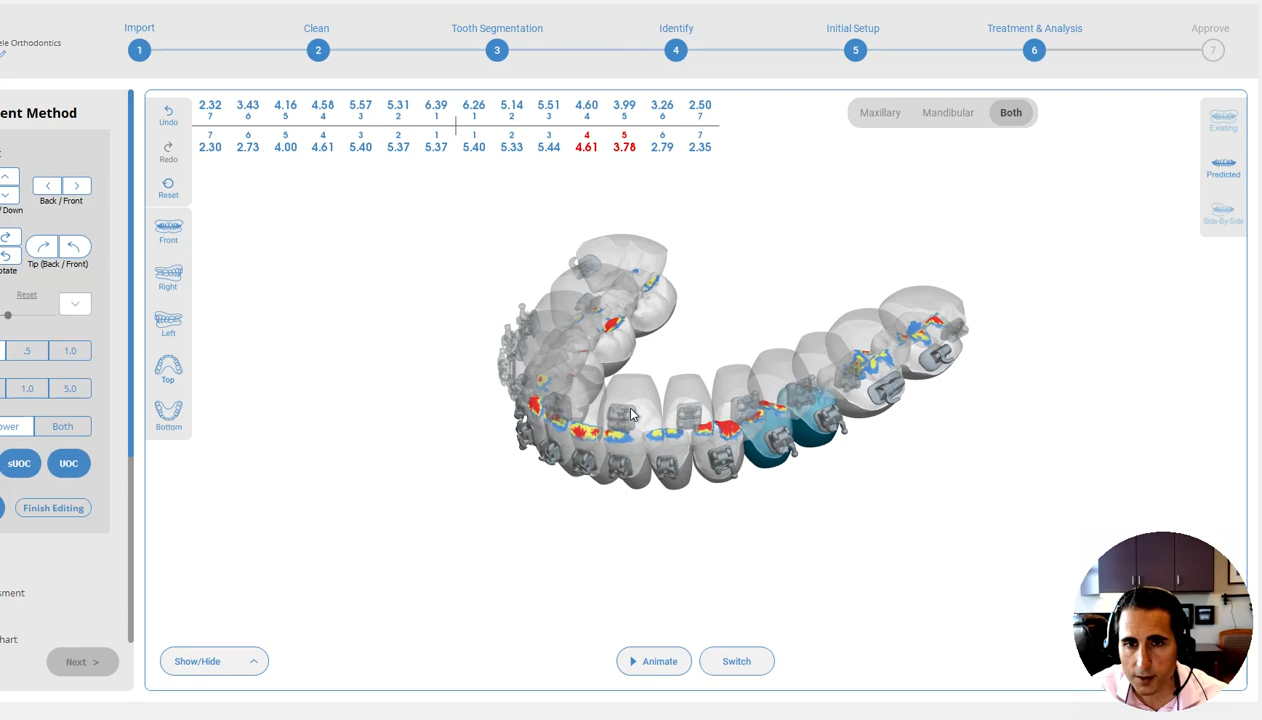 Import Clean Tooth Segmentation Identify Initial Setup Treatment & Analysis Approve
1 2 3 4 5 6 7
ele Orthodontics
ent Method
Back / Front
/Down
otate
Tip (Back / Front)
Reset
.5 1.0
1.0 5.0
ower Both
sUOC UOC
Finish Editing
sment
hart
Next >
Undo
Redo
Reset
Front
Right
Left
Top
Bottom
2.32 3.43 4.16 4.58 5.57 5.31 6.39 6.26 5.14 5.51 4.60 3.99 3.26 2.50
7 6 5 4 3 2 1 1 2 3 4 5 6 7
7 6 5 4 3 2 1 1 2 3 4 5 6 7
2.30 2.73 4.00 4.61 5.40 5.37 5.37 5.40 5.33 5.44 4.61 3.78 2.79 2.35
Maxillary Mandibular Both
Existing
Predicted
Side-By-Side
Show/Hide
Animate
Switch